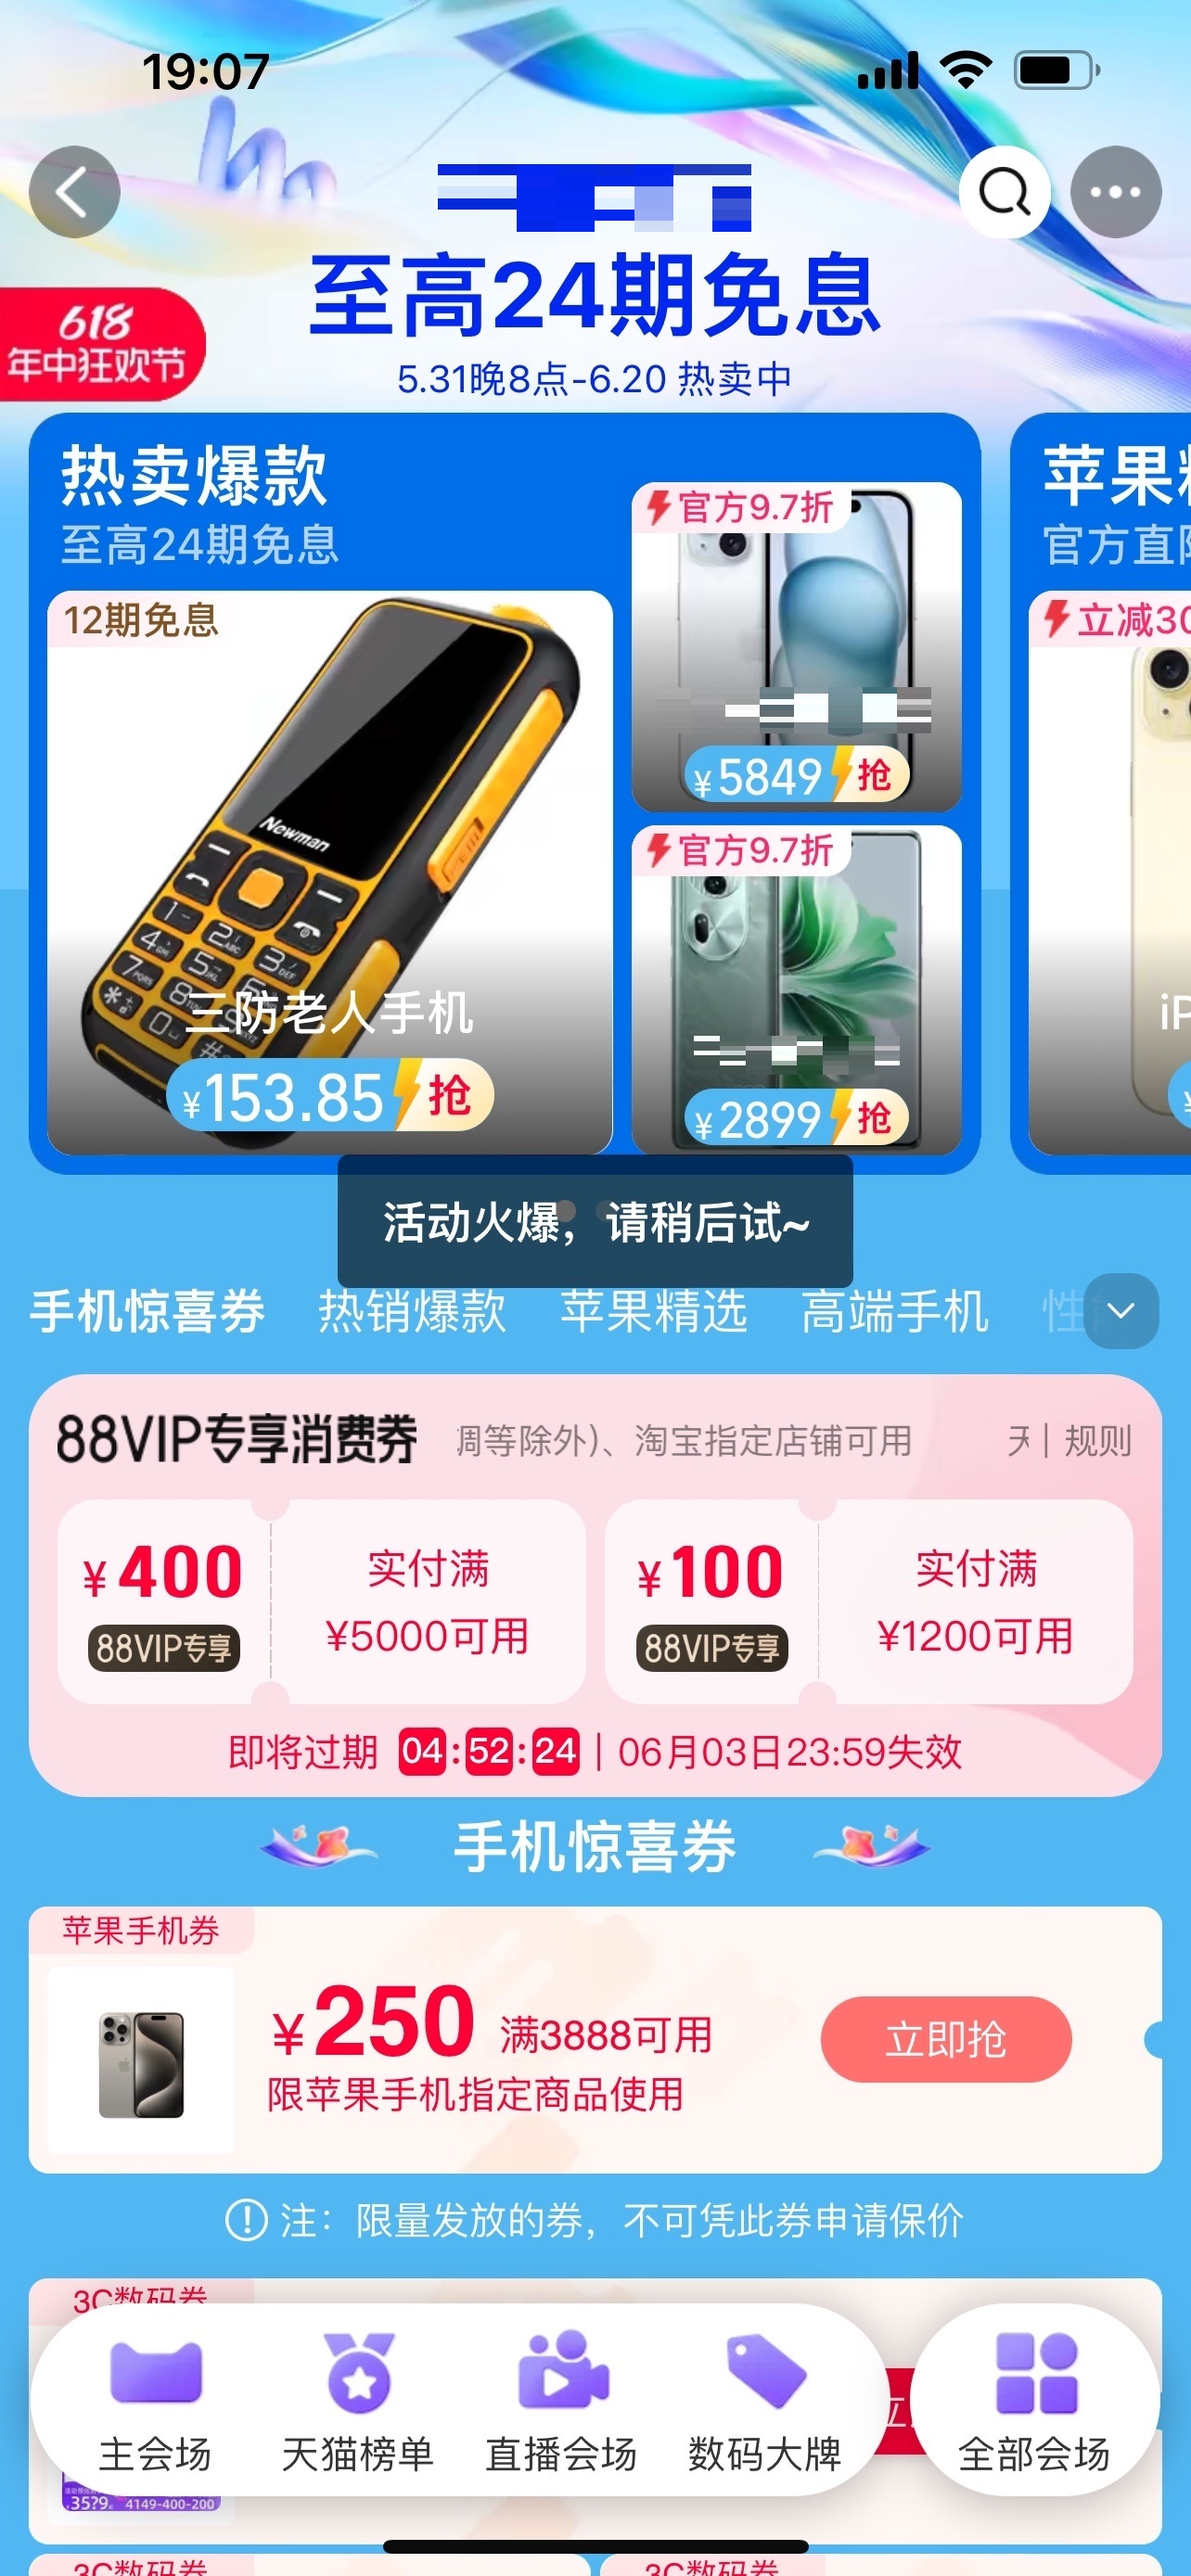 19:07
至高24期免息
618
年中狂欢节
5.31晚8点-6.20 热卖中
热卖爆款
至高24期免息
12期免息
Newman
三防老人手机
¥153.85 抢
官方9.7折
¥5849 抢
官方9.7折
¥2899 抢
苹果
官方直
立减30
iP
活动火爆，请稍后试~
手机惊喜券 热销爆款 苹果精选 高端手机 性
88VIP专享消费券 等除外)、淘宝指定店铺可用 天 | 规则
¥400
88VIP专享
实付满
¥5000可用
¥100
88VIP专享
实付满
¥1200可用
即将过期 04:52:24 | 06月03日23:59失效
手机惊喜券
苹果手机券
¥250 满3888可用
限苹果手机指定商品使用
立即抢
注：限量发放的券，不可凭此券申请保价
3C数码券
主会场
天猫榜单
直播会场
数码大牌
全部会场
35?9 4149-400-200
3C数码券
3C数码券